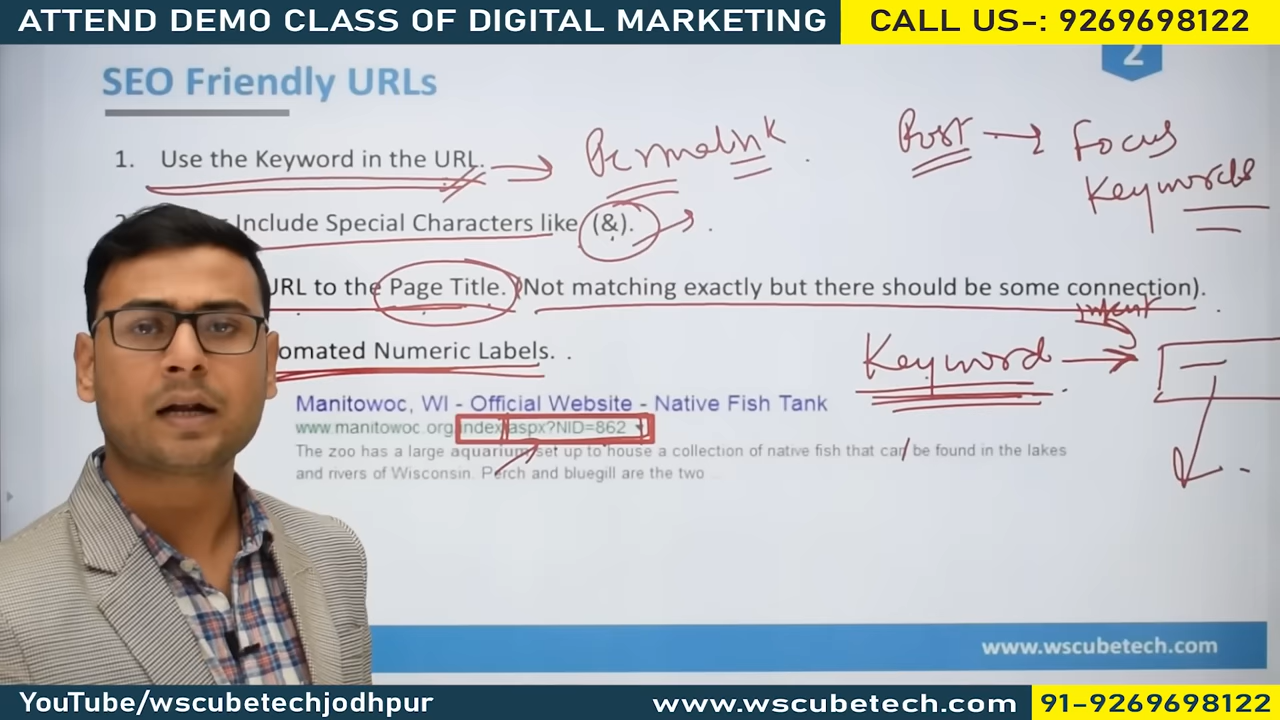 ATTEND DEMO CLASS OF DIGITAL MARKETING
CALL US-: 9269698122
2
SEO Friendly URLs
1. Use the Keyword in the URL. Permalink Post Focus
Keywords
Include Special Characters like (&).
URL to the Page Title. (Not matching exactly but there should be some connection).
intent
omated Numeric Labels. .
Keyword
Manitowoc, WI - Official Website - Native Fish Tank
www.manitowoc.org/index.aspx?NID=862
The zoo has a large aquarium set up to house a collection of native fish that can be found in the lakes
and rivers of Wisconsin. Perch and bluegill are the two ...
www.wscubetech.com
YouTube/wscubetechjodhpur
www.wscubetech.com
91-9269698122